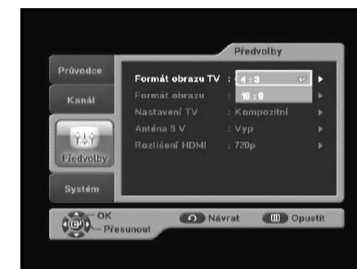 Předvolby
Průvodce
Kanál
Předvolby
Systém
Formát obrazu TV : 4 : 3
Formát obrazu 16 : 9
Nastavení TV : Kompozitní
Anténa 5 V : Vyp
Rozlišení HDMI : 720p
OK
Přesunout
Návrat
Opustit